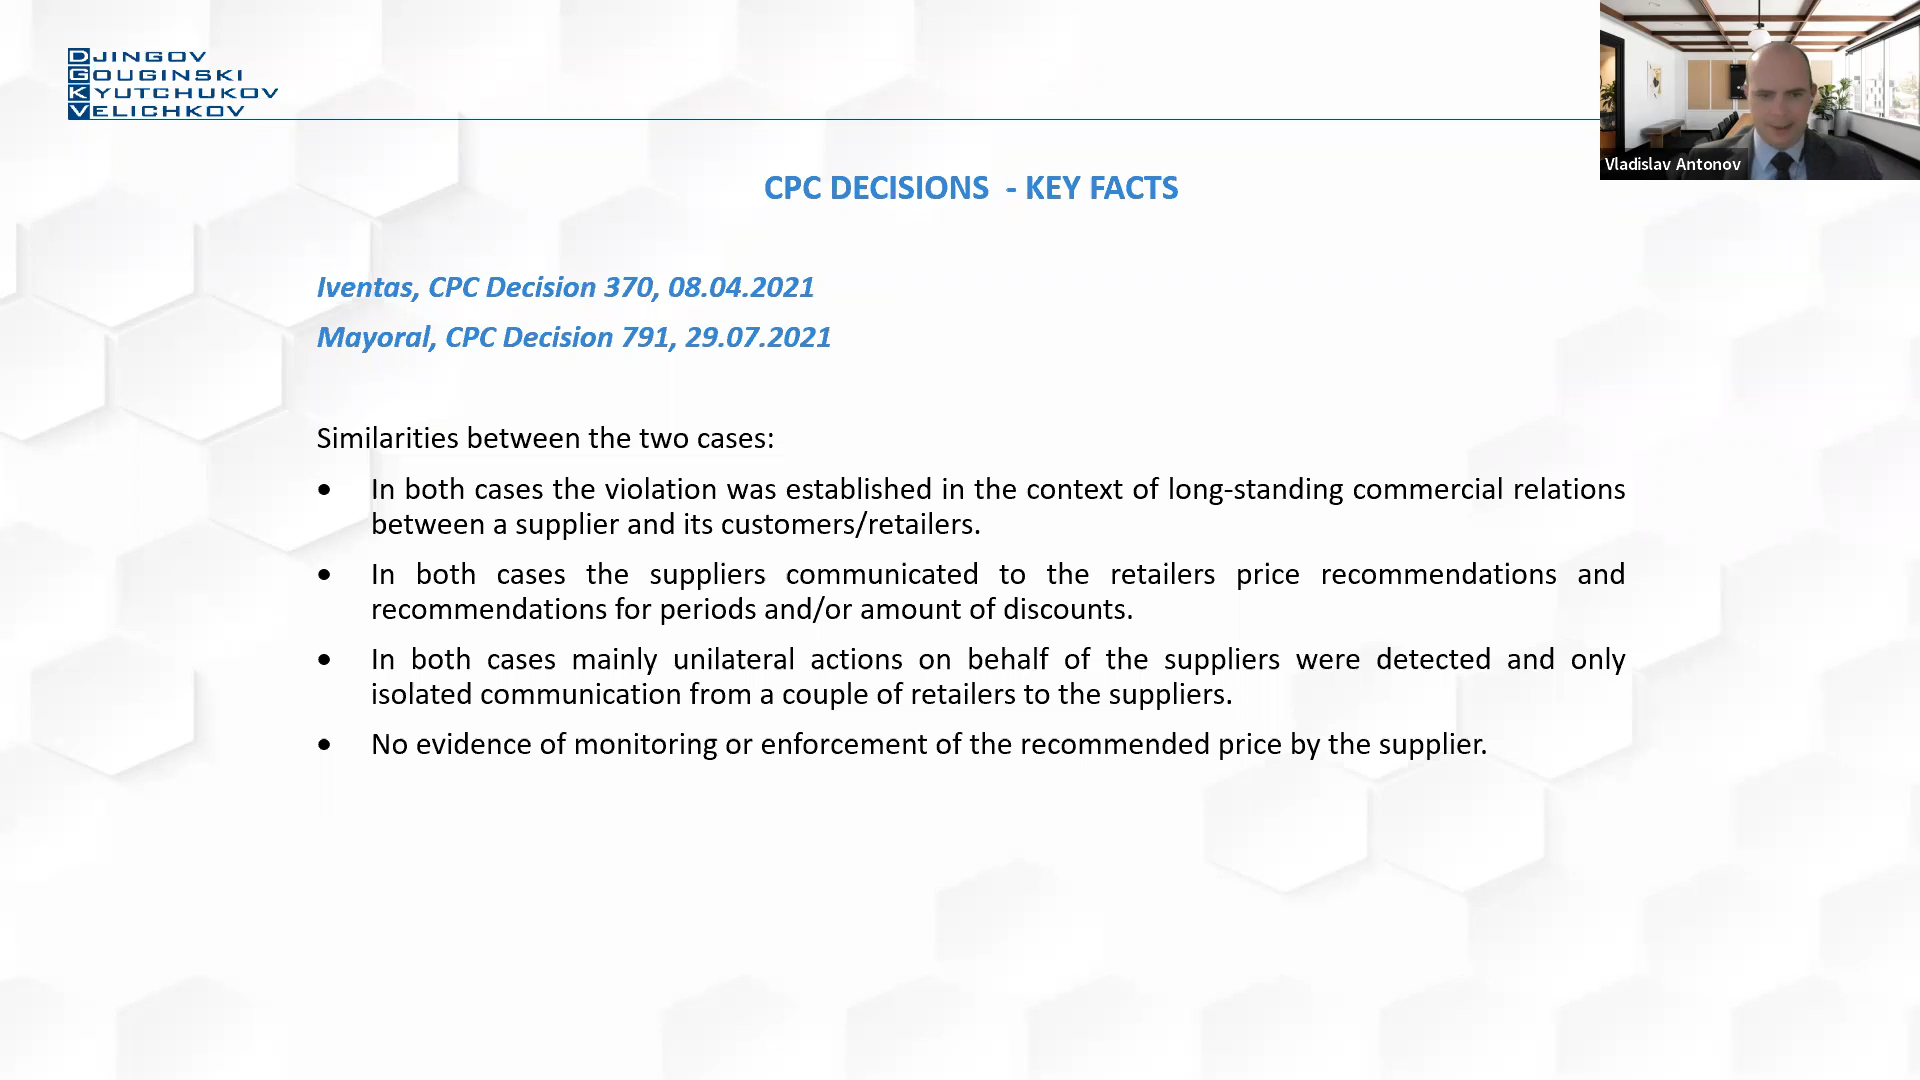 DJINGOV
GOUGINSKI
KYUTCHUKOV
VELICHKOV
Vladislav Antonov
CPC DECISIONS - KEY FACTS
Iventas, CPC Decision 370, 08.04.2021
Mayoral, CPC Decision 791, 29.07.2021
Similarities between the two cases:
• In both cases the violation was established in the context of long-standing commercial relations
between a supplier and its customers/retailers.
• In both cases the suppliers communicated to the retailers price recommendations and
recommendations for periods and/or amount of discounts.
• In both cases mainly unilateral actions on behalf of the suppliers were detected and only
isolated communication from a couple of retailers to the suppliers.
• No evidence of monitoring or enforcement of the recommended price by the supplier.